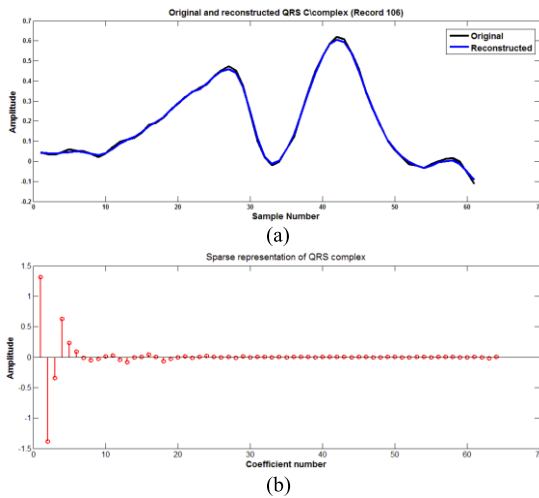 Original and reconstructed QRS C\complex (Record 106)
Original
Reconstructed
Amplitude
0.7
0.6
0.5
0.4
0.3
0.2
0.1
0
-0.1
-0.2
0 10 20 30 40 50 60 70
Sample Number
(a)
Sparse representation of QRS complex
Amplitude
1.5
1
0.5
0
-0.5
-1
-1.5
0 10 20 30 40 50 60 7
Coefficient number
(b)